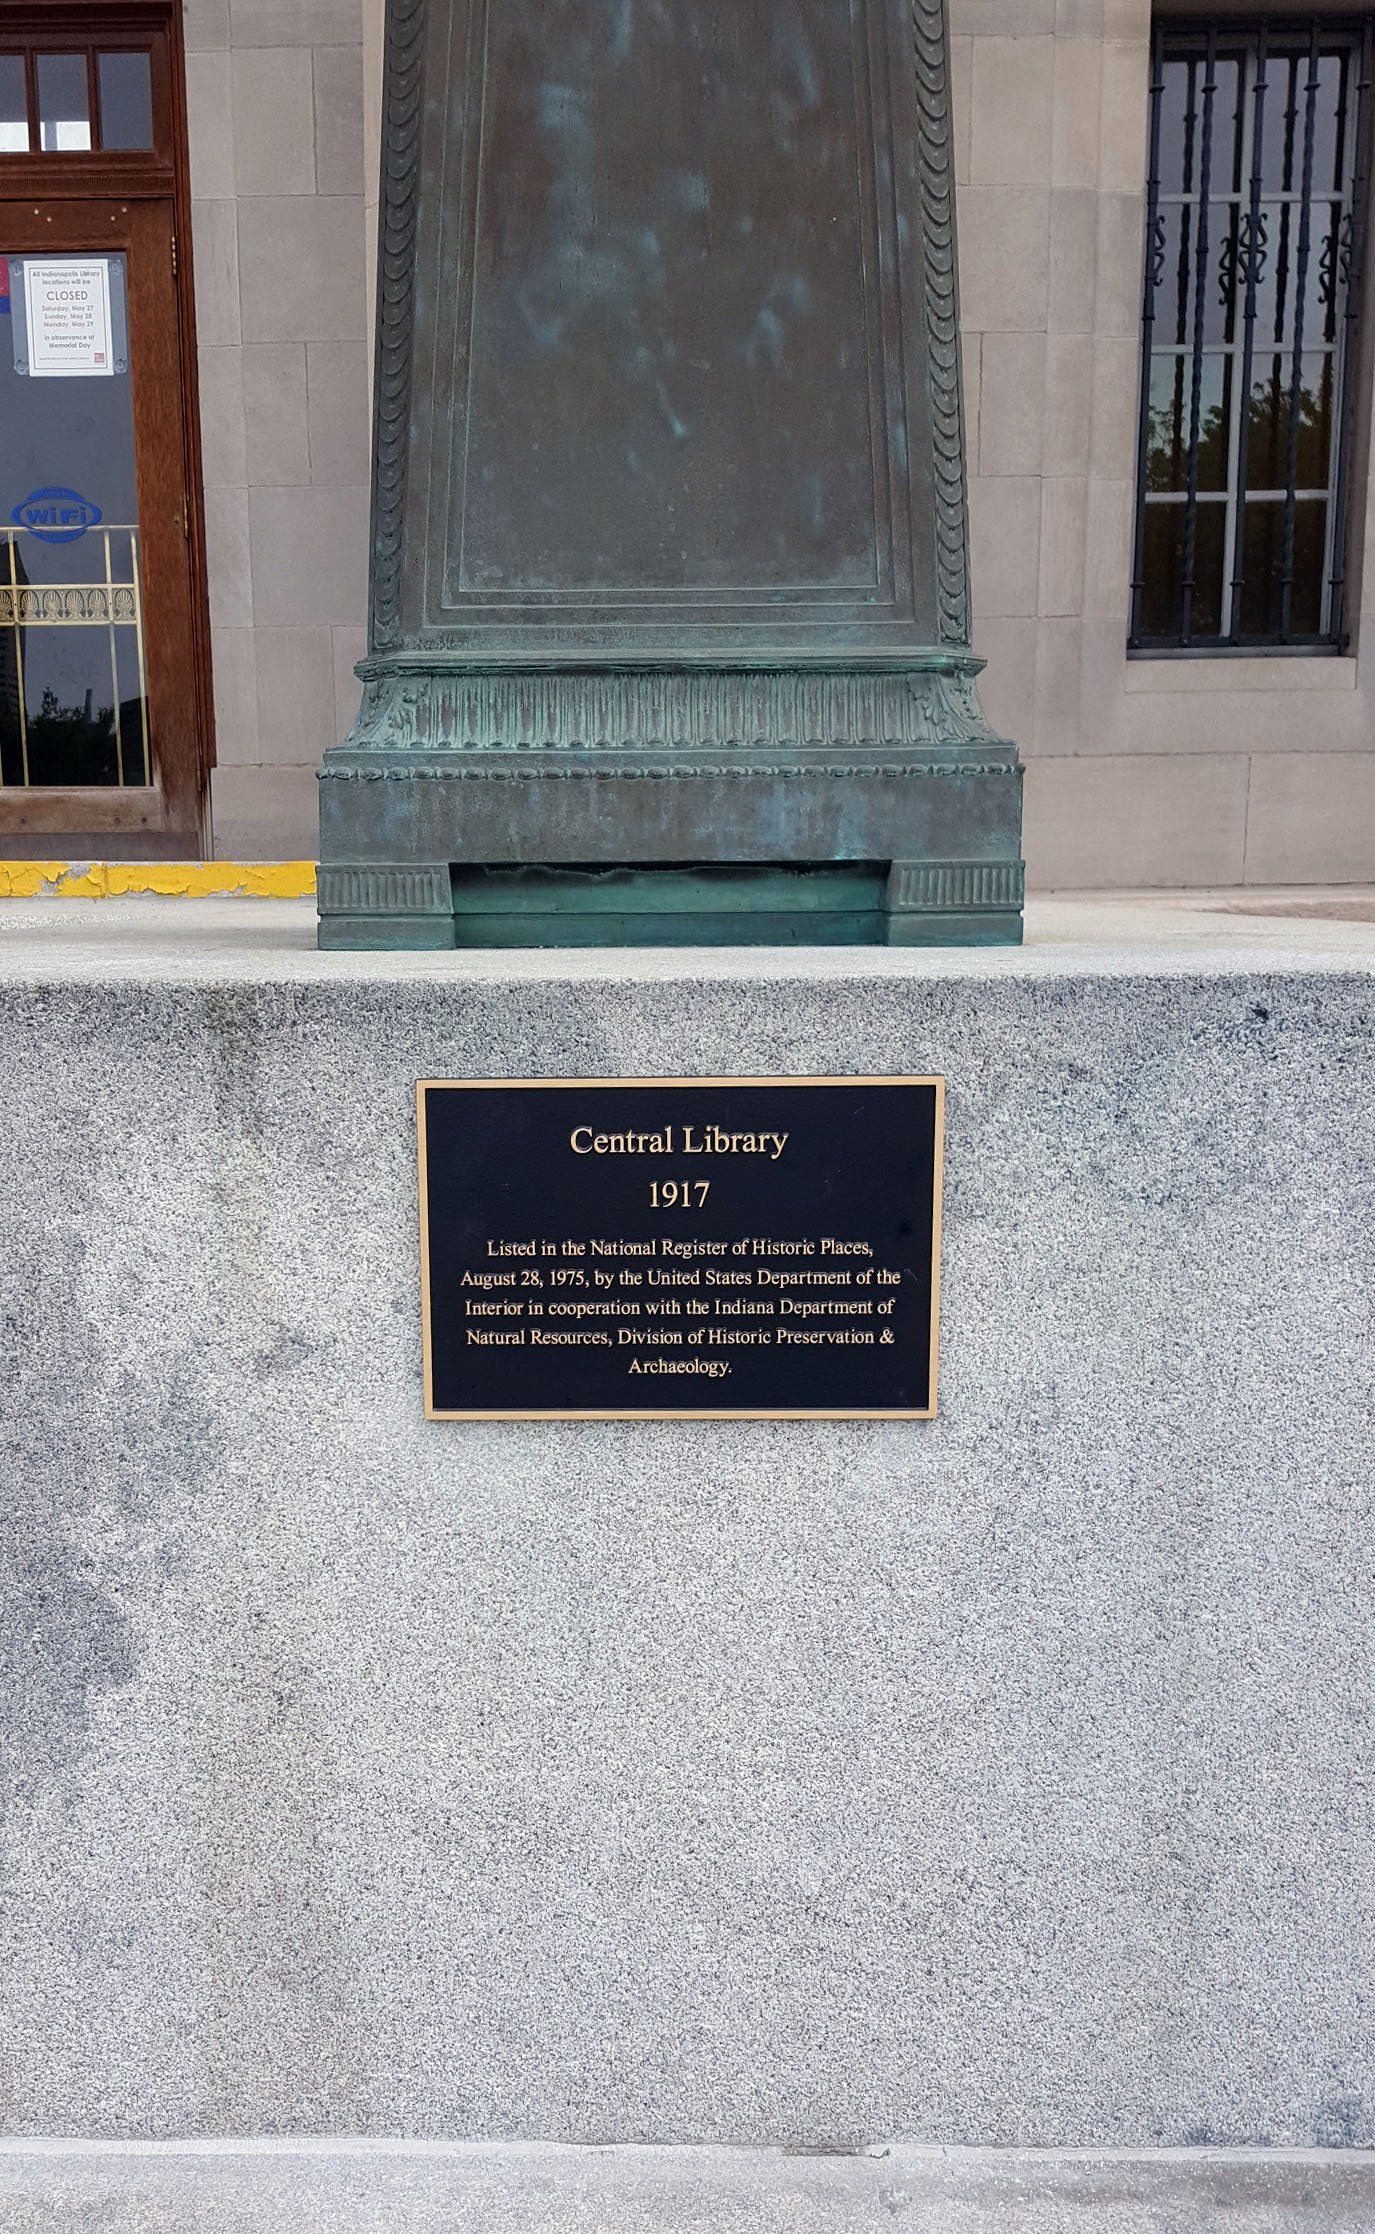 All Indianapolis Library
locations will be
CLOSED
Saturday, May 27
Sunday, May 28
Monday, May 29
in observance of
Memorial Day
WiFi
Central Library
1917
Listed in the National Register of Historic Places,
August 28, 1975, by the United States Department of the
Interior in cooperation with the Indiana Department of
Natural Resources, Division of Historic Preservation &
Archaeology.